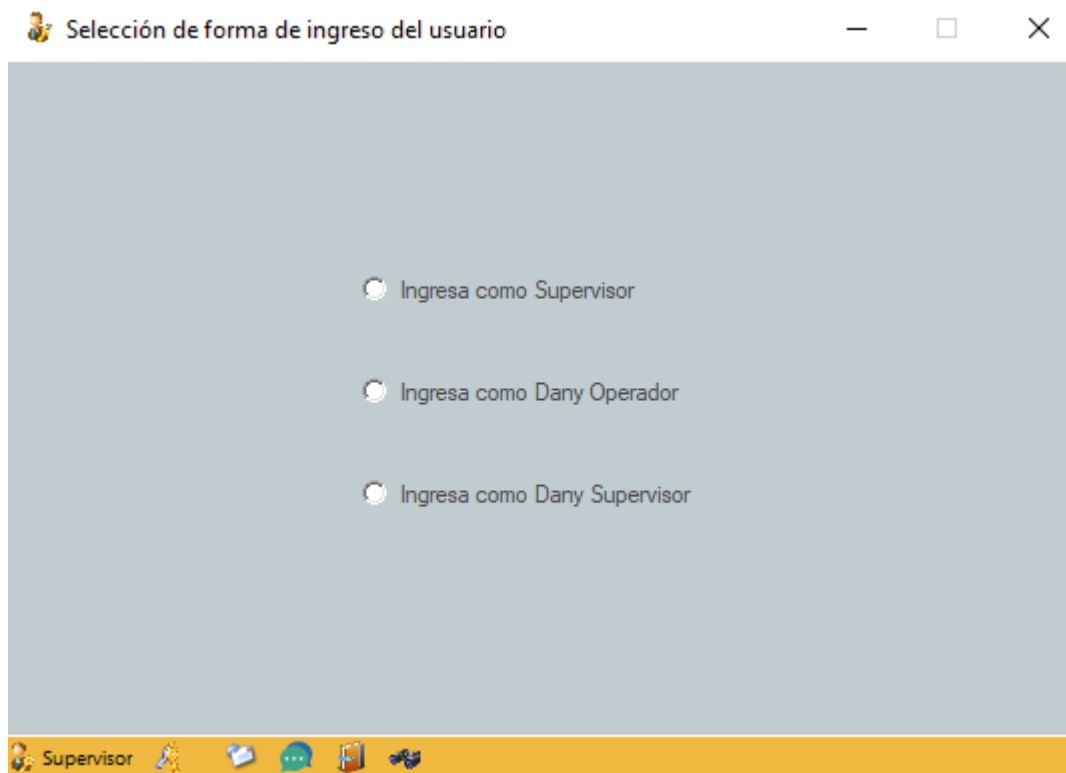 Selección de forma de ingreso del usuario
Ingresa como Supervisor
Ingresa como Dany Operador
Ingresa como Dany Supervisor
Supervisor